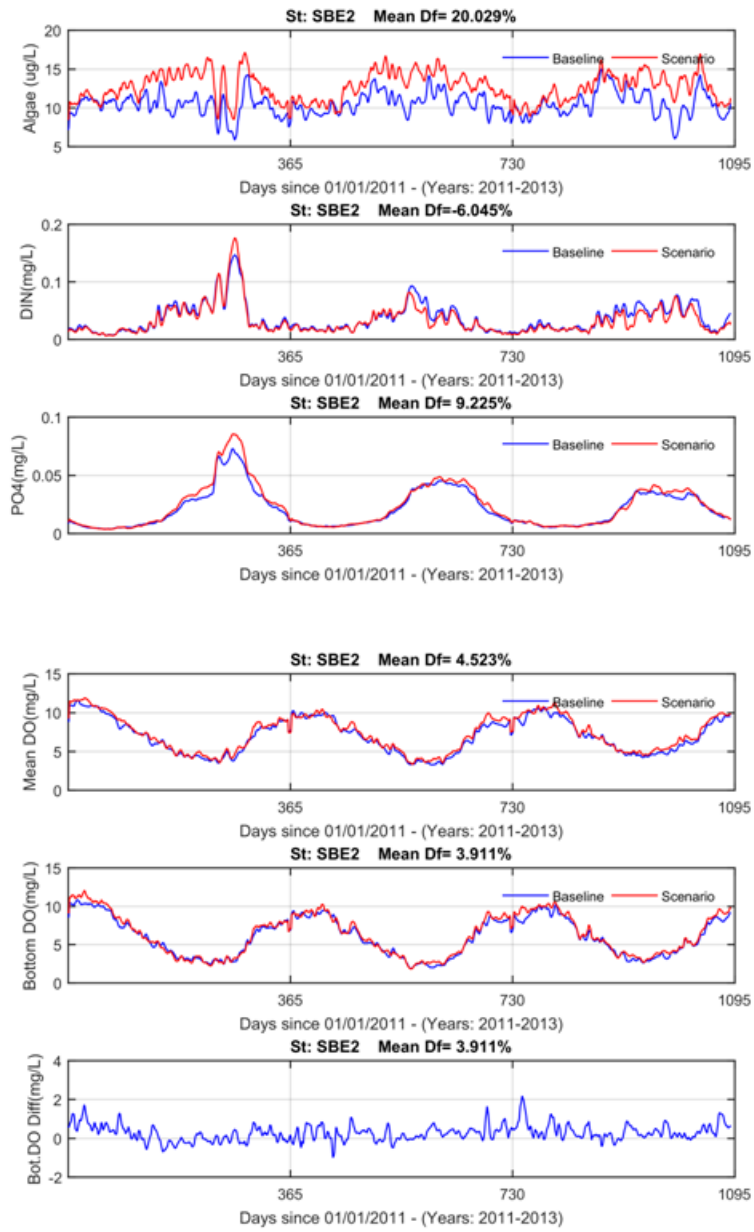 St: SBE2 Mean Df= 20.029%
20
15
10
5
Algae (ug/L)
Baseline Scenario
365 730 1095
Days since 01/01/2011 - (Years: 2011-2013)
St: SBE2 Mean Df=-6.045%
0.2
0.1
0
DIN(mg/L)
Baseline Scenario
365 730 1095
Days since 01/01/2011 - (Years: 2011-2013)
St: SBE2 Mean Df= 9.225%
0.1
0.05
0
PO4(mg/L)
Baseline Scenario
365 730 1095
Days since 01/01/2011 - (Years: 2011-2013)
St: SBE2 Mean Df= 4.523%
15
10
5
0
Mean DO(mg/L)
Baseline Scenario
365 730 1095
Days since 01/01/2011 - (Years: 2011-2013)
St: SBE2 Mean Df= 3.911%
15
10
5
0
Bottom DO(mg/L)
Baseline Scenario
365 730 1095
Days since 01/01/2011 - (Years: 2011-2013)
St: SBE2 Mean Df= 3.911%
4
2
0
-2
Bot.DO Diff(mg/L)
365 730 1095
Days since 01/01/2011 - (Years: 2011-2013)